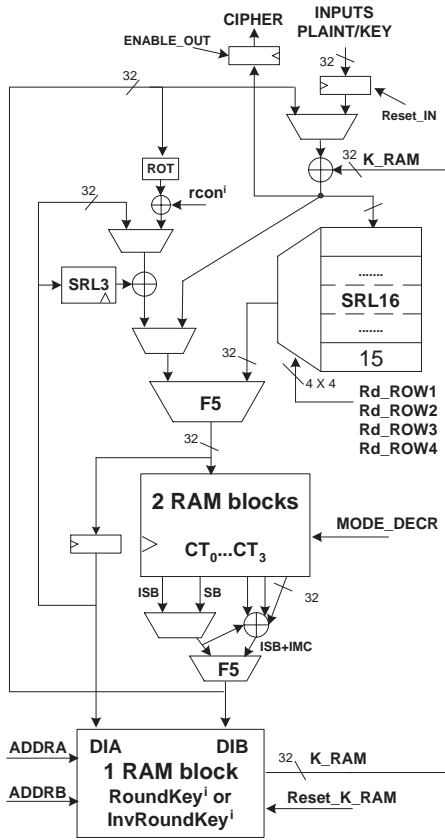 CIPHER
INPUTS
PLAINT/KEY
ENABLE_OUT
32
Reset_IN
32
32
K_RAM
ROT
rcon^i
32
SRL3
.......
SRL16
.......
15
32
4 X 4
Rd_ROW1
Rd_ROW2
Rd_ROW3
Rd_ROW4
F5
32
2 RAM blocks
CT_0...CT_3
MODE_DECR
ISB
SB
32
ISB+IMC
F5
ADDRA
DIA
DIB
32
K_RAM
1 RAM block
ADDRB
RoundKey^i or
InvRoundKey^i
Reset_K_RAM